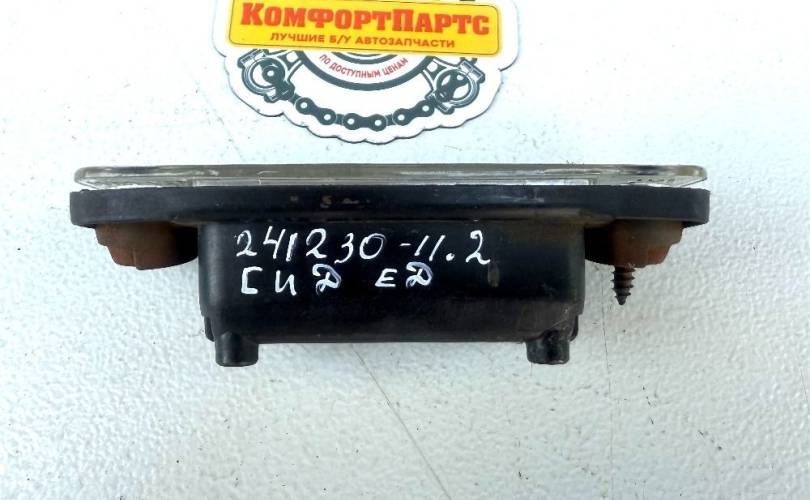 КОМФОРТПАРТС
ЛУЧШИЕ Б/У АВТОЗАПЧАСТИ
ПО ДОСТУПНЫМ ЦЕНАМ
241230-11.2
СИД ЕД